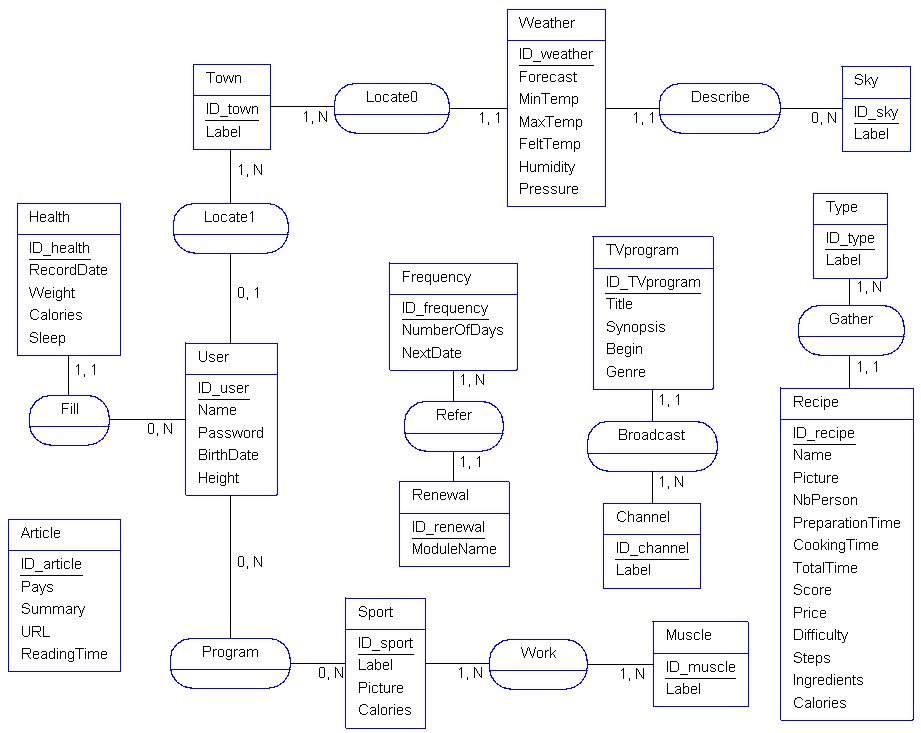 Weather
ID_weather
Forecast
MinTemp
MaxTemp
FeltTemp
Humidity
Pressure
Town
ID_town
Label
1, N
Locate0
1, 1
1, 1
Describe
0, N
Sky
ID_sky
Label
1, N
Locate1
0, 1
Health
ID_health
RecordDate
Weight
Calories
Sleep
1, 1
Fill
0, N
User
ID_user
Name
Password
BirthDate
Height
0, N
Frequency
ID_frequency
NumberOfDays
NextDate
1, N
Refer
1, 1
Renewal
ID_renewal
ModuleName
TVprogram
ID_TVprogram
Title
Synopsis
Begin
Genre
1, 1
Broadcast
1, N
Channel
ID_channel
Label
Type
ID_type
Label
1, N
Gather
1, 1
Recipe
ID_recipe
Name
Picture
NbPerson
PreparationTime
CookingTime
TotalTime
Score
Price
Difficulty
Steps
Ingredients
Calories
Article
ID_article
Pays
Summary
URL
ReadingTime
Program
0, N
Sport
ID_sport
Label
Picture
Calories
1, N
Work
1, N
Muscle
ID_muscle
Label